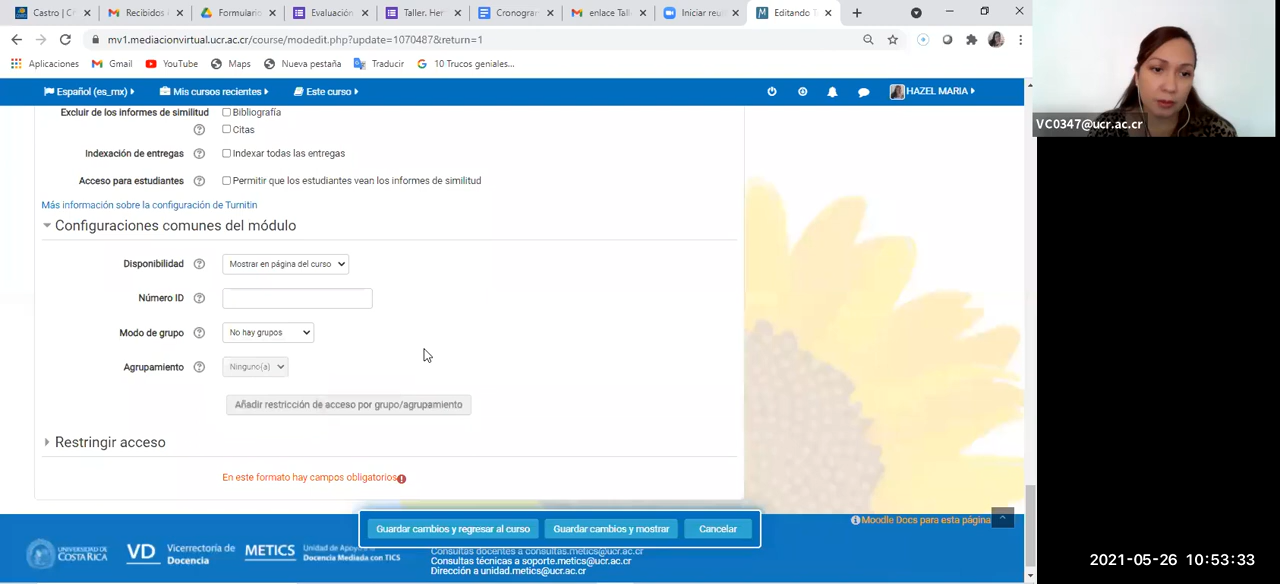 Castro | C
Recibidos
Formulario
Evaluación
Taller. Her
Cronogram
enlace Tall
Iniciar reu
Editando T
mv1.mediacionvirtual.ucr.ac.cr/course/modedit.php?update=1070487&return=1
Aplicaciones
Gmail
YouTube
Maps
Nueva pestaña
Traducir
10 Trucos geniales...
Español (es_mx)
Mis cursos recientes
Este curso
HAZEL MARIA
VC0347@ucr.ac.cr
Excluir de los informes de similitud
Bibliografía
Citas
Indexación de entregas
Indexar todas las entregas
Acceso para estudiantes
Permitir que los estudiantes vean los informes de similitud
Más información sobre la configuración de Turnitin
Configuraciones comunes del módulo
Disponibilidad
Mostrar en página del curso
Número ID
Modo de grupo
No hay grupos
Agrupamiento
Ninguno(a)
Añadir restricción de acceso por grupo/agrupamiento
Restringir acceso
En este formato hay campos obligatorios
Guardar cambios y regresar al curso
Guardar cambios y mostrar
Cancelar
Moodle Docs para esta página
UNIVERSIDAD DE
COSTA RICA
VD
Vicerrectoría de
Docencia
METICS
Unidad de Apoyo
Docencia Mediada con TICS
Consultas docentes a consultas.metics@ucr.ac.cr
Consultas técnicas a soporte.metics@ucr.ac.cr
Dirección a unidad.metics@ucr.ac.cr
2021-05-26 10:53:33